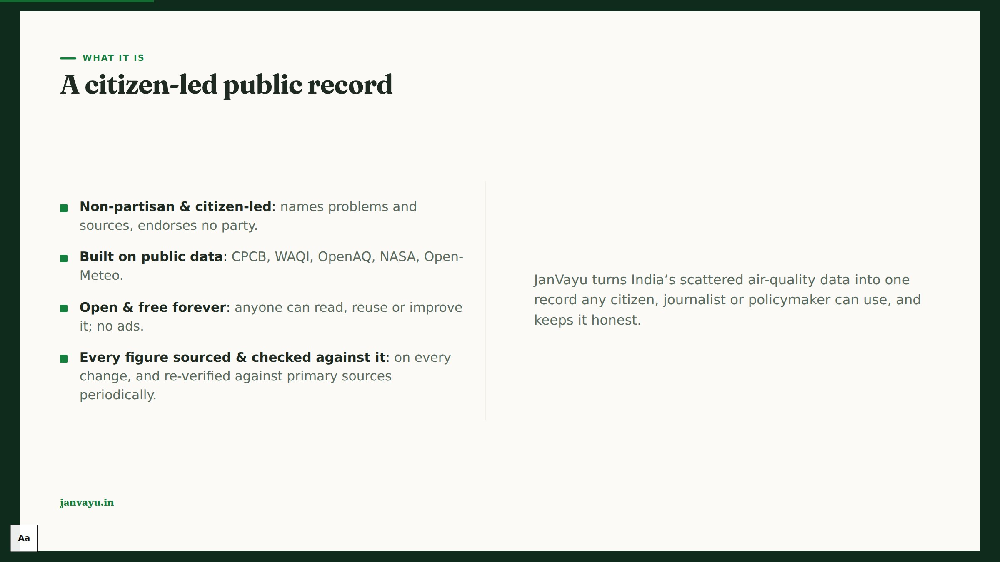 WHAT IT IS
A citizen-led public record
Non-partisan & citizen-led: names problems and
sources, endorses no party.
Built on public data: CPCB, WAQI, OpenAQ, NASA, Open-
Meteo.
Open & free forever: anyone can read, reuse or improve
it; no ads.
Every figure sourced & checked against it: on every
change, and re-verified against primary sources
periodically.
JanVayu turns India’s scattered air-quality data into one
record any citizen, journalist or policymaker can use, and
keeps it honest.
janvayu.in
Aa